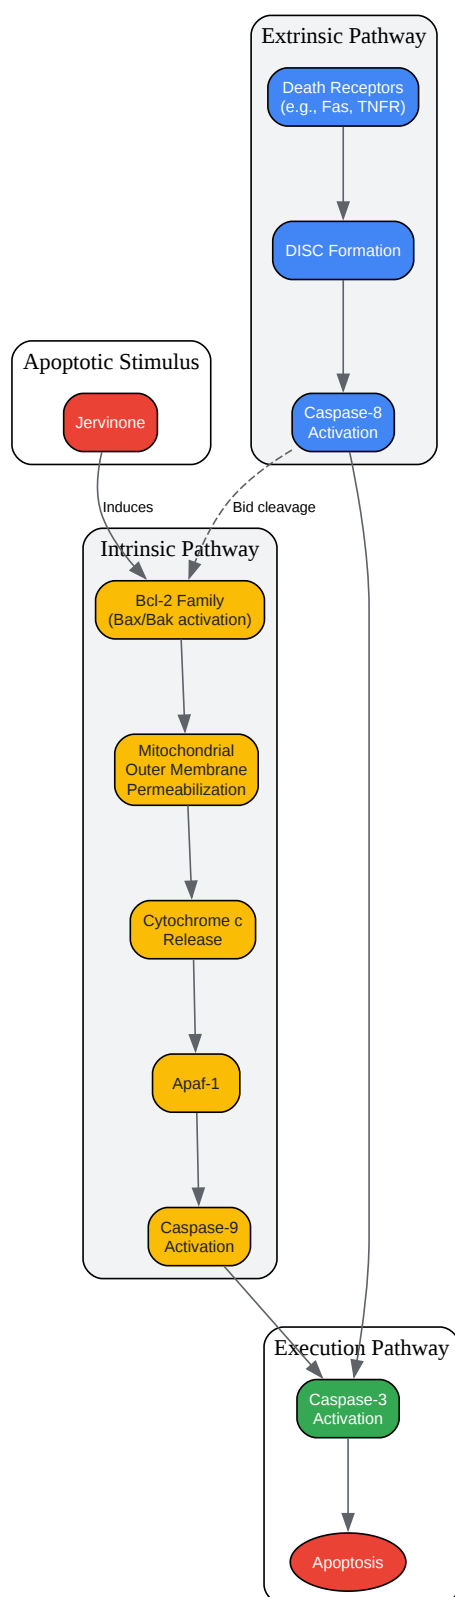 Extrinsic Pathway
Death Receptors
(e.g., Fas, TNFR)
DISC Formation
Caspase-8
Activation
Apoptotic Stimulus
Jervinone
Induces
Bid cleavage
Intrinsic Pathway
Bcl-2 Family
(Bax/Bak activation)
Mitochondrial
Outer Membrane
Permeabilization
Cytochrome c
Release
Apaf-1
Caspase-9
Activation
Execution Pathway
Caspase-3
Activation
Apoptosis